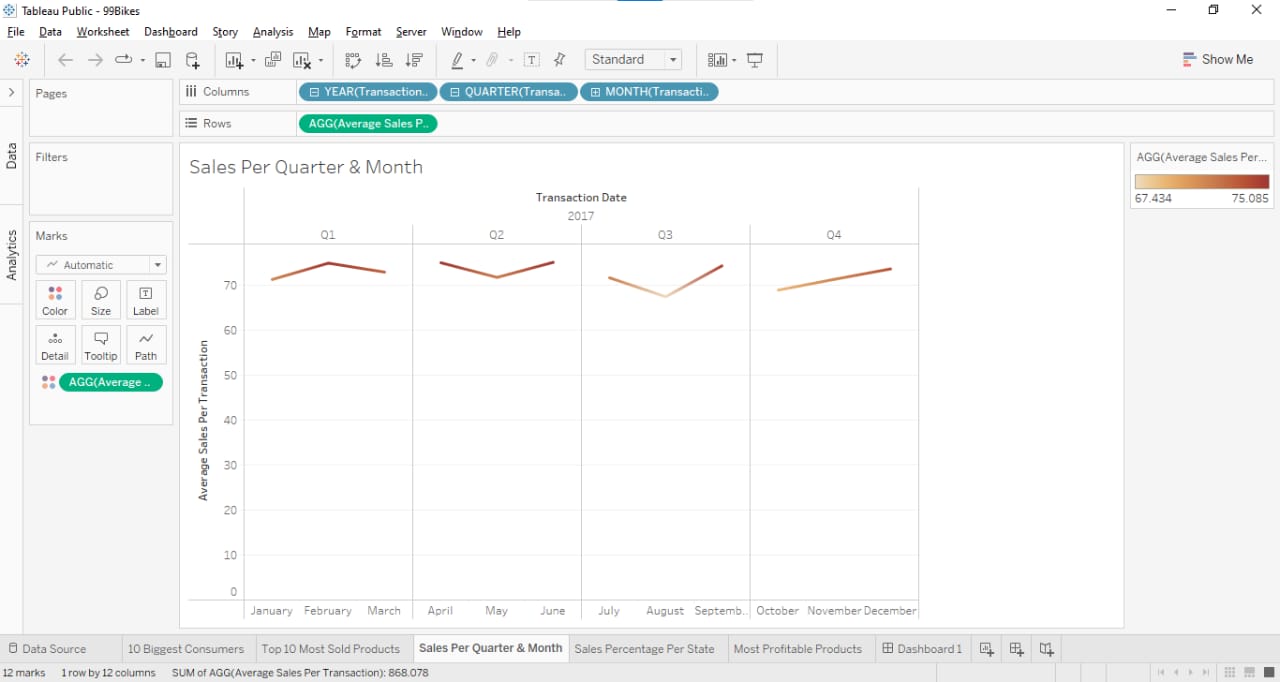 Tableau Public - 99Bikes
File Data Worksheet Dashboard Story Analysis Map Format Server Window Help
Standard Show Me
Pages
Columns YEAR(Transaction.. QUARTER(Transa.. MONTH(Transacti..
Rows AGG(Average Sales P..
Data
Analytics
Filters
Marks
Automatic
Color Size Label
Detail Tooltip Path
AGG(Average ..
Sales Per Quarter & Month
Transaction Date
2017
Q1 Q2 Q3 Q4
Average Sales Per Transaction
70
60
50
40
30
20
10
0
January February March April May June July August Septemb.. October November December
AGG(Average Sales Per...
67.434 75.085
Data Source 10 Biggest Consumers Top 10 Most Sold Products Sales Per Quarter & Month Sales Percentage Per State Most Profitable Products Dashboard 1
12 marks 1 row by 12 columns SUM of AGG(Average Sales Per Transaction): 868.078